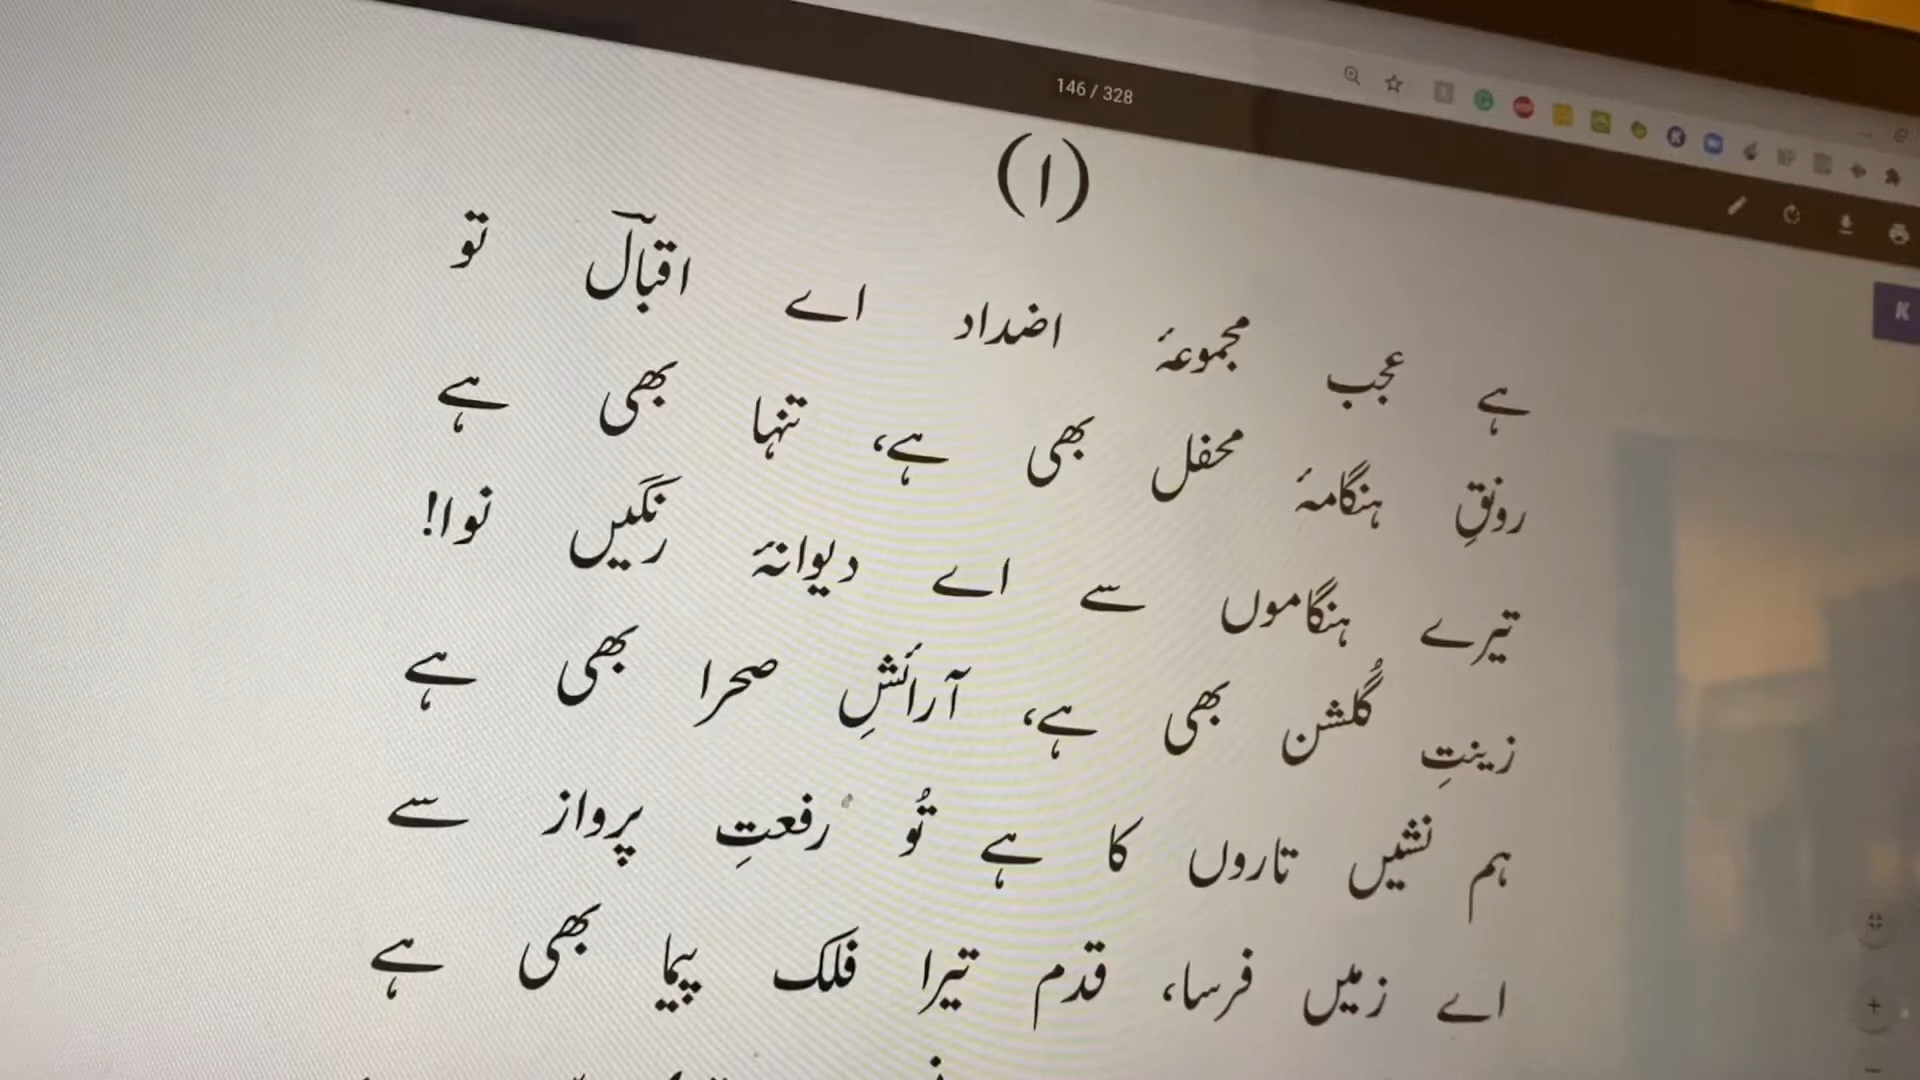 146 / 328
(۱)
ہے عجب مجموعۂ اضداد اے اقبالؔ تو
رونقِ ہنگامۂ محفل بھی ہے، تنہا بھی ہے
تیرے ہنگاموں سے اے دیوانۂ رنگیں نوا!
زینتِ گُلشن بھی ہے، آرائشِ صحرا بھی ہے
ہم نشیں تاروں کا ہے تُو رفعتِ پرواز سے
اے زمیں فرسا، قدم تیرا فلک پیما بھی ہے
K